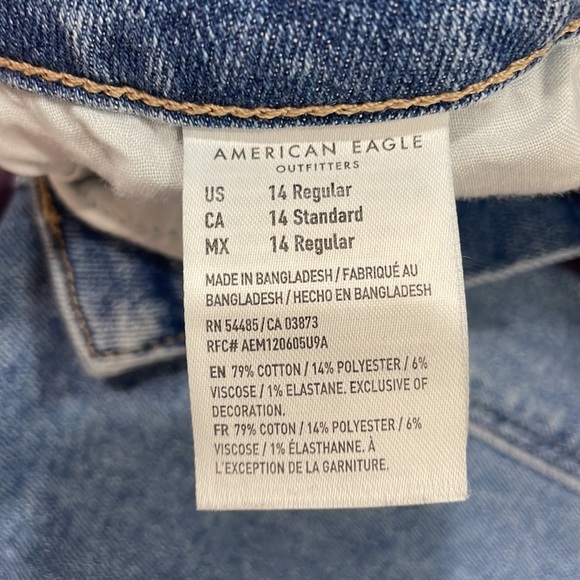 AMERICAN EAGLE
OUTFITTERS
US 14 Regular
CA 14 Standard
MX 14 Regular
MADE IN BANGLADESH / FABRIQUÉ AU
BANGLADESH / HECHO EN BANGLADESH
RN 54485 / CA 03873
RFC# AEM120605U9A
EN 79% COTTON / 14% POLYESTER / 6%
VISCOSE / 1% ELASTANE. EXCLUSIVE OF
DECORATION.
FR 79% COTON / 14% POLYESTER / 6%
VISCOSE / 1% ÉLASTHANNE. À
L'EXCEPTION DE LA GARNITURE.